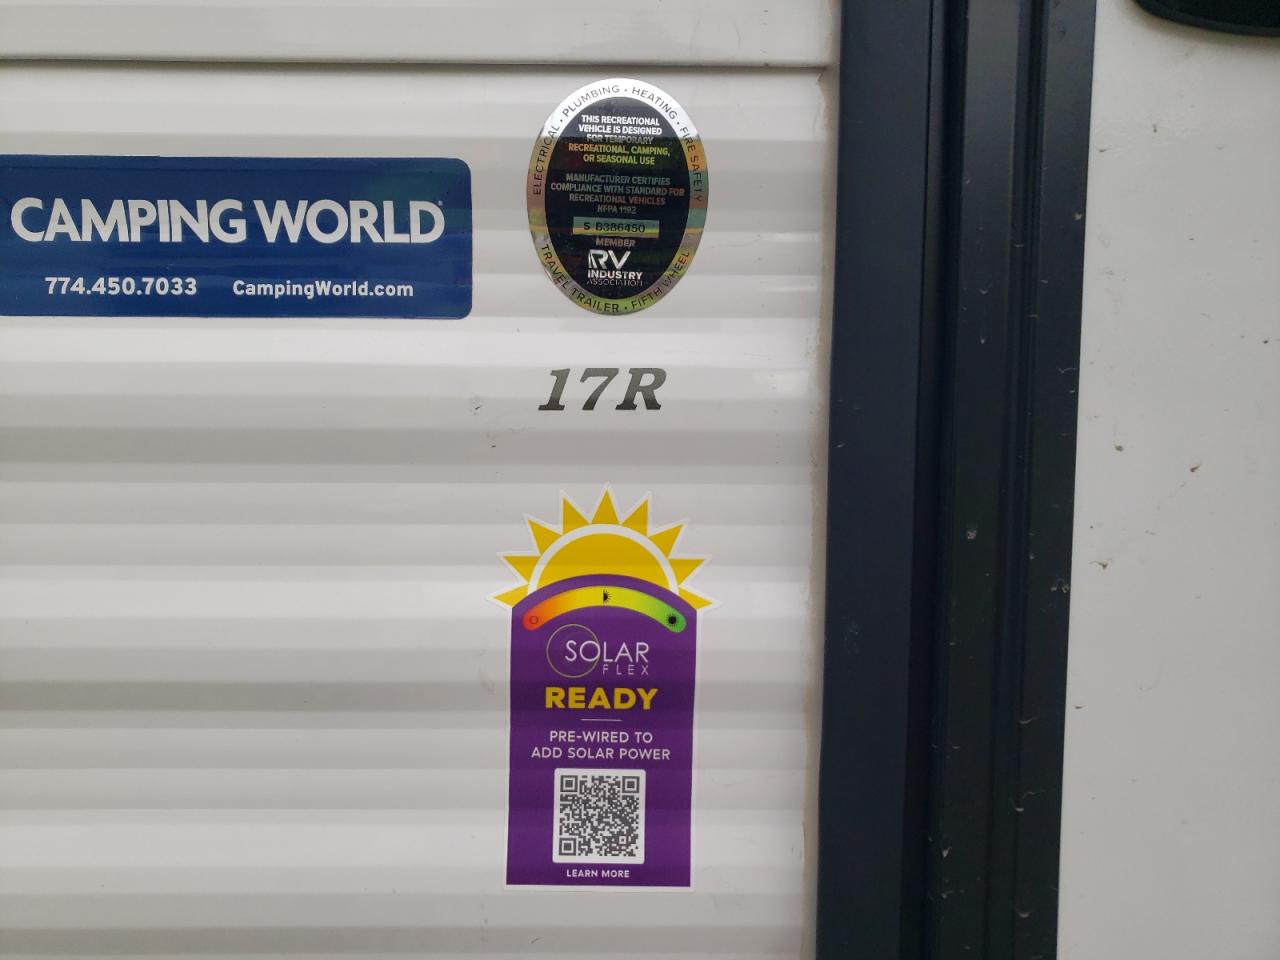 CAMPING WORLD
774.450.7033 CampingWorld.com
ELECTRICAL • PLUMBING • HEATING • FIRE SAFETY
THIS RECREATIONAL
VEHICLE IS DESIGNED
FOR TEMPORARY
RECREATIONAL, CAMPING,
OR SEASONAL USE
MANUFACTURER CERTIFIES
COMPLIANCE WITH STANDARD FOR
RECREATIONAL VEHICLES
NFPA 1192
S B386450
MEMBER
RV
INDUSTRY
ASSOCIATION
TRAVEL TRAILER • FIFTH WHEEL
17R
SOLAR
FLEX
READY
PRE-WIRED TO
ADD SOLAR POWER
LEARN MORE